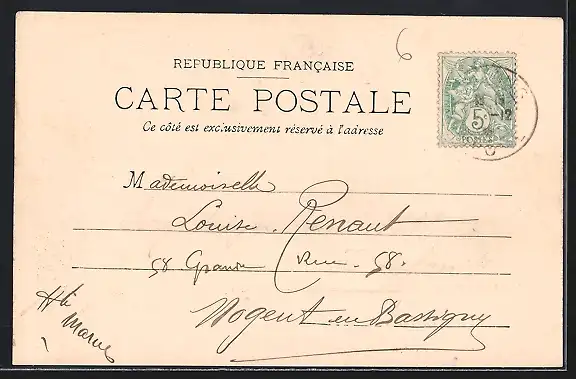 6
REPUBLIQUE FRANÇAISE
CARTE POSTALE
Ce côté est exclusivement réservé à l'adresse
5c
-12
Mademoiselle
Louise Renaut
58 Grande Rue 58.
Nogent en Bassigny
Hte
Marne